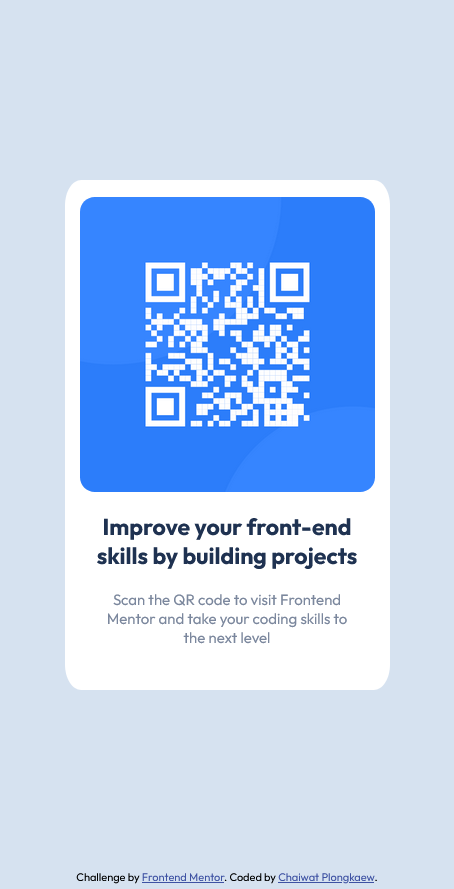 Improve your front-end
skills by building projects
Scan the QR code to visit Frontend
Mentor and take your coding skills to
the next level
Challenge by Frontend Mentor. Coded by Chaiwat Plongkaew.